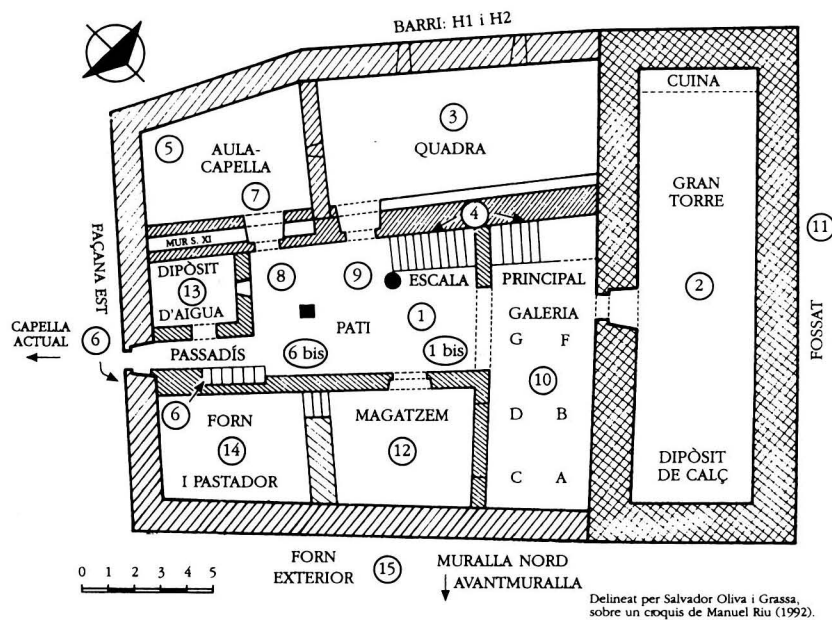 BARRI: H1 i H2
CUINA
3
QUADRA
5
AULA-
CAPELLA
7
GRAN
TORRE
4
MUR S. XI
FAÇANA EST
11
FOSSAT
DIPÒSIT
13
D'AIGUA
8
9
ESCALA
PRINCIPAL
2
GALERIA
1
PATI
CAPELLA
ACTUAL
6
PASSADÍS
6 bis
1 bis
G F
10
6
FORN
14
I PASTADOR
MAGATZEM
12
D B
C A
DIPÒSIT
DE CALÇ
FORN
EXTERIOR
15
MURALLA NORD
AVANTMURALLA
0 1 2 3 4 5
Delineat per Salvador Oliva i Grassa,
sobre un croquis de Manuel Riu (1992).